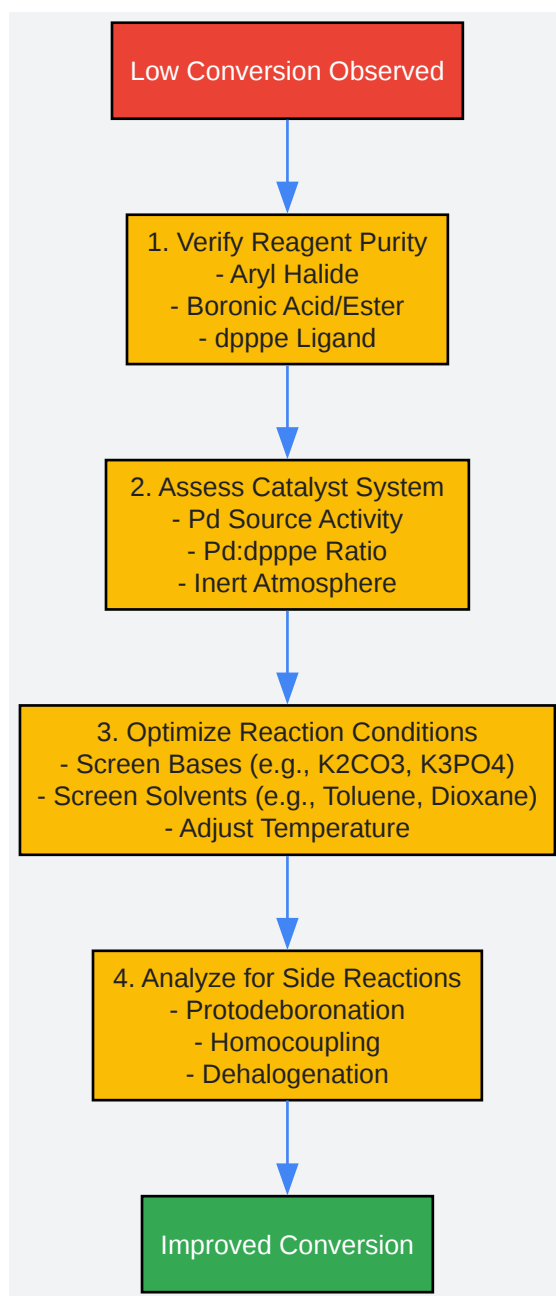 Low Conversion Observed
1. Verify Reagent Purity
- Aryl Halide
- Boronic Acid/Ester
- dpppe Ligand
2. Assess Catalyst System
- Pd Source Activity
- Pd:dpppe Ratio
- Inert Atmosphere
3. Optimize Reaction Conditions
- Screen Bases (e.g., K2CO3, K3PO4)
- Screen Solvents (e.g., Toluene, Dioxane)
- Adjust Temperature
4. Analyze for Side Reactions
- Protodeboronation
- Homocoupling
- Dehalogenation
Improved Conversion